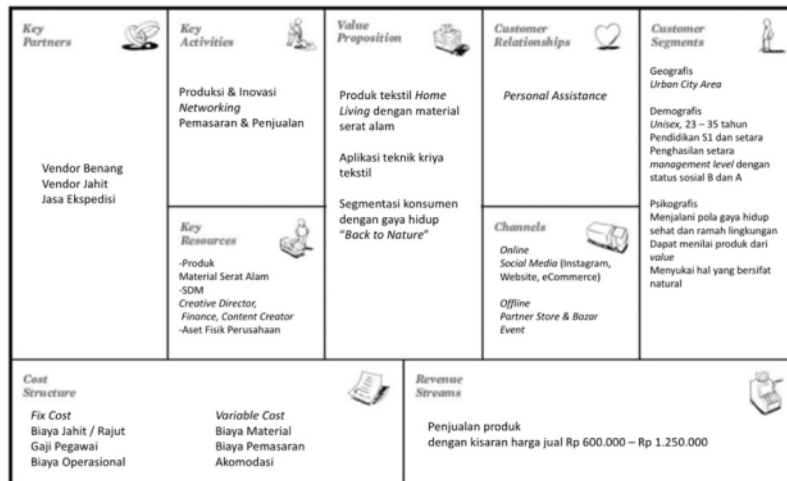 Key
Partners
Vendor Benang
Vendor Jahit
Jasa Ekspedisi
Key
Activities
Produksi & Inovasi
Networking
Pemasaran & Penjualan
Key
Resources
-Produk
Material Serat Alam
-SDM
Creative Director,
Finance, Content Creator
-Aset Fisik Perusahaan
Value
Proposition
Produk tekstil Home
Living dengan material
serat alam
Aplikasi teknik kriya
tekstil
Segmentasi konsumen
dengan gaya hidup
"Back to Nature"
Customer
Relationships
Personal Assistance
Channels
Online
Social Media (Instagram,
Website, eCommerce)
Offline
Partner Store & Bazar
Event
Customer
Segments
Geografis
Urban City Area
Demografis
Unisex, 23 – 35 tahun
Pendidikan S1 dan setara
Penghasilan setara
management level dengan
status sosial B dan A
Psikografis
Menjalani pola gaya hidup
sehat dan ramah lingkungan
Dapat menilai produk dari
value
Menyukai hal yang bersifat
natural
Cost
Structure
Fix Cost
Biaya Jahit / Rajut
Gaji Pegawai
Biaya Operasional
Variable Cost
Biaya Material
Biaya Pemasaran
Akomodasi
Revenue
Streams
Penjualan produk
dengan kisaran harga jual Rp 600.000 – Rp 1.250.000